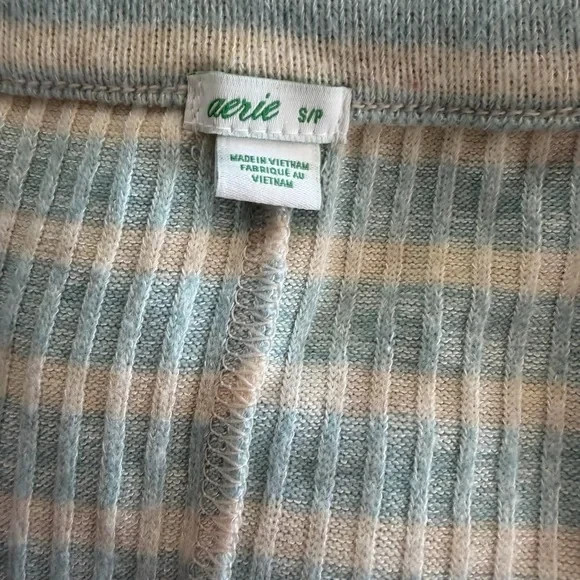 aerie S/P
MADE IN VIETNAM
FABRIQUÉ AU
VIETNAM